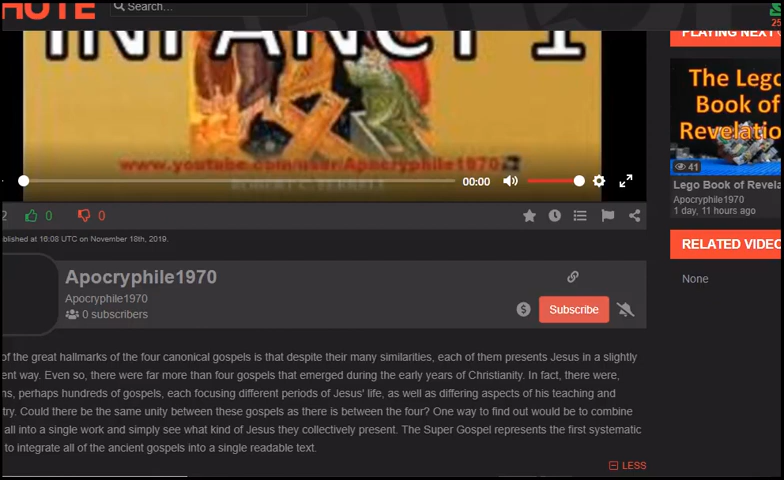 HUTE
Search...
25
INFANCY 1
www.youtube.com/user/Apocryphile1970
00:00
2 0 0
blished at 16:08 UTC on November 18th, 2019.
Apocryphile1970
Apocryphile1970
0 subscribers
Subscribe
of the great hallmarks of the four canonical gospels is that despite their many similarities, each of them presents Jesus in a slightly
ent way. Even so, there were far more than four gospels that emerged during the early years of Christianity. In fact, there were,
ns, perhaps hundreds of gospels, each focusing different periods of Jesus' life, as well as differing aspects of his teaching and
try. Could there be the same unity between these gospels as there is between the four? One way to find out would be to combine
all into a single work and simply see what kind of Jesus they collectively present. The Super Gospel represents the first systematic
to integrate all of the ancient gospels into a single readable text.
LESS
PLAYING NEXT
The Lego
Book of
Revelatio
41
Lego Book of Revela
Apocryphile1970
1 day, 11 hours ago
RELATED VIDEO
None